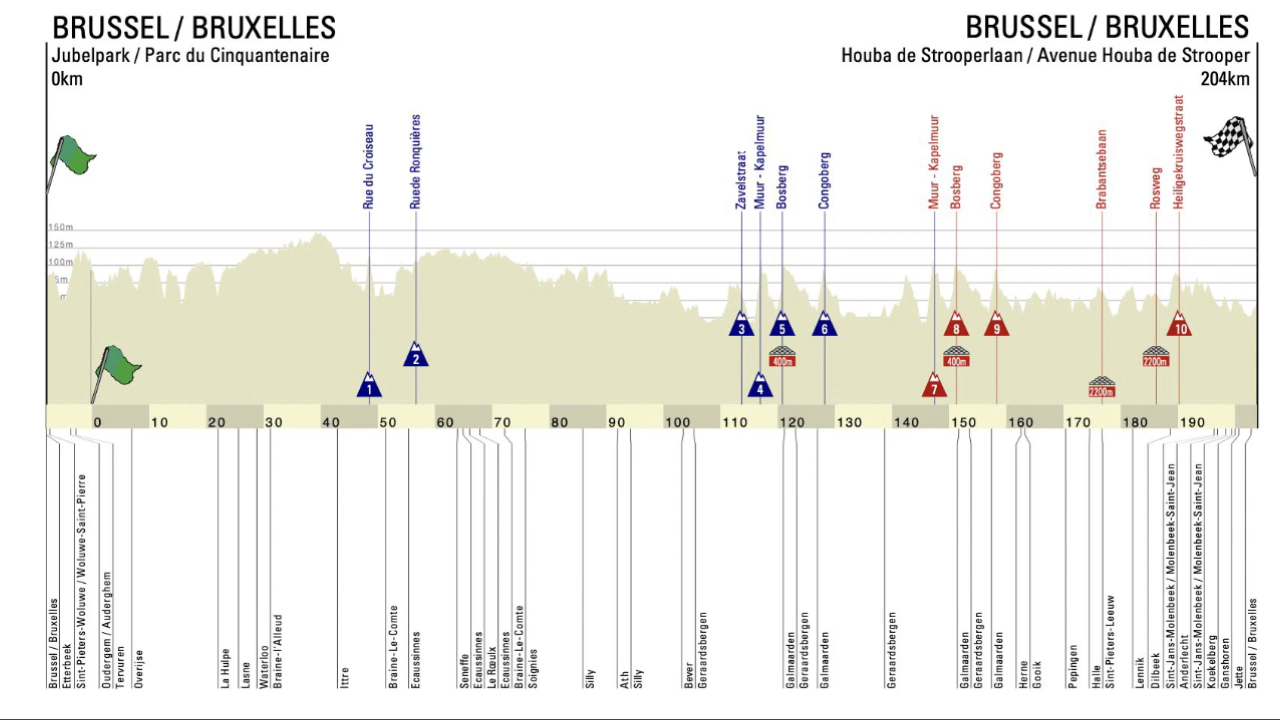 BRUSSEL / BRUXELLES
Jubelpark / Parc du Cinquantenaire
0km
BRUSSEL / BRUXELLES
Houba de Strooperlaan / Avenue Houba de Strooper
204km
Rue du Croiseau
Ruede Ronquières
Zavelstraat
Muur - Kapelmuur
Bosberg
Congoberg
Muur - Kapelmuur
Bosberg
Congoberg
Brabantsebaan
Rosweg
Heiligekruiswegstraat
150m
125m
100m
5m
m
1
2
3
4
5
6
7
8
9
10
400m
400m
2200m
2200m
0 10 20 30 40 50 60 70 80 90 100 110 120 130 140 150 160 170 180 190
Brussel / Bruxelles
Etterbeek
Sint-Pieters-Woluwe / Woluwe-Saint-Pierre
Oudergem / Auderghem
Tervuren
Overijse
La Hulpe
Lasne
Waterloo
Braine-l'Alleud
Ittre
Braine-Le-Comte
Ecaussinnes
Seneffe
Ecaussinnes
Le Rœulx
Ecaussinnes
Braine-Le-Comte
Soignies
Silly
Ath
Silly
Bever
Geraardsbergen
Galmaarden
Geraardsbergen
Galmaarden
Geraardsbergen
Galmaarden
Geraardsbergen
Galmaarden
Herne
Gooik
Pepingen
Halle
Sint-Pieters-Leeuw
Lennik
Dilbeek
Sint-Jans-Molenbeek / Molenbeek-Saint-Jean
Anderlecht
Sint-Jans-Molenbeek / Molenbeek-Saint-Jean
Koekelberg
Ganshoren
Jette
Brussel / Bruxelles